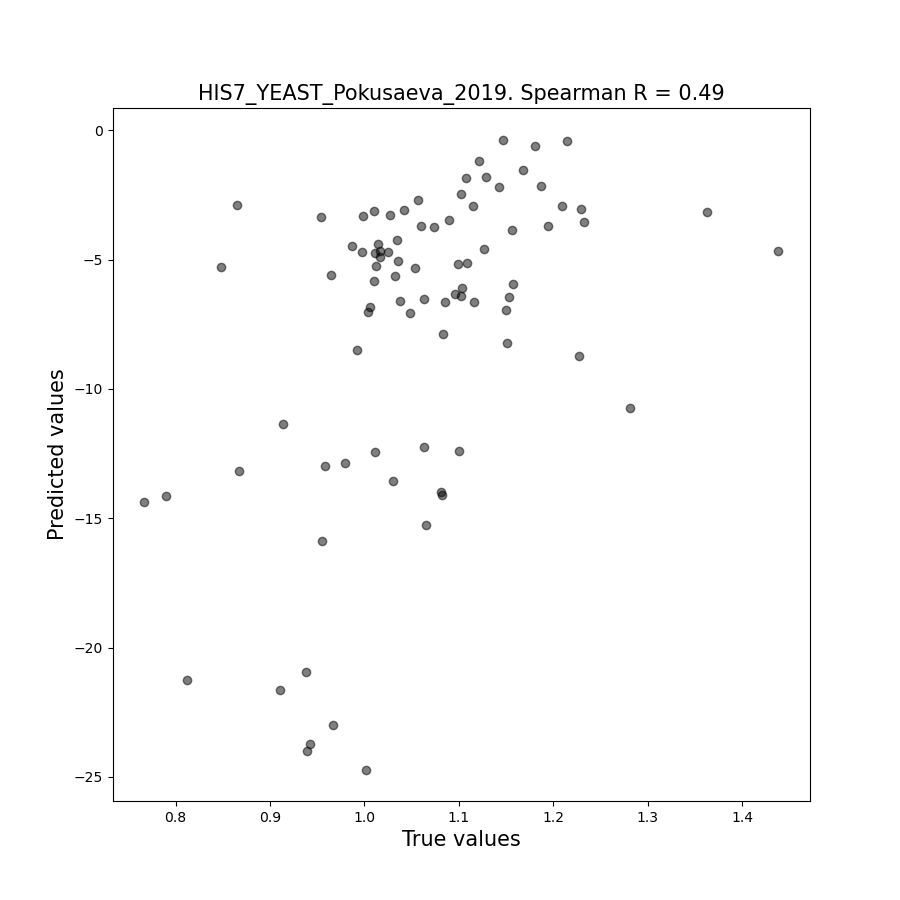 HIS7_YEAST_Pokusaeva_2019. Spearman R = 0.49
Predicted values
0
−5
−10
−15
−20
−25
0.8 0.9 1.0 1.1 1.2 1.3 1.4
True values